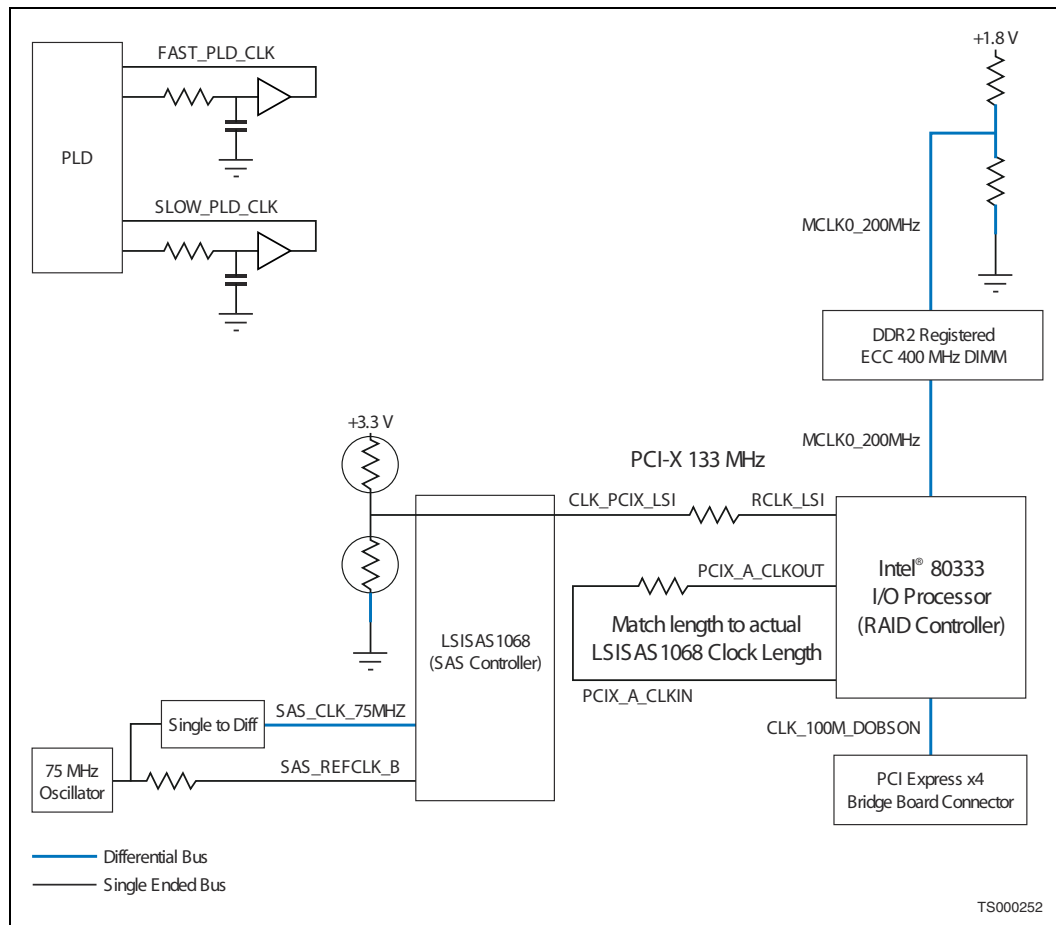 FAST_PLD_CLK
PLD
SLOW_PLD_CLK
+1.8 V
MCLK0_200MHz
DDR2 Registered
ECC 400 MHz DIMM
MCLK0_200MHz
+3.3 V
PCI-X 133 MHz
CLK_PCIX_LSI
RCLK_LSI
PCIX_A_CLKOUT
Match length to actual
LSISAS1068 Clock Length
PCIX_A_CLKIN
Intel® 80333
I/O Processor
(RAID Controller)
LSISAS1068
(SAS Controller)
Single to Diff
SAS_CLK_75MHZ
75 MHz
Oscillator
SAS_REFCLK_B
CLK_100M_DOBSON
PCI Express x4
Bridge Board Connector
Differential Bus
Single Ended Bus
TS000252